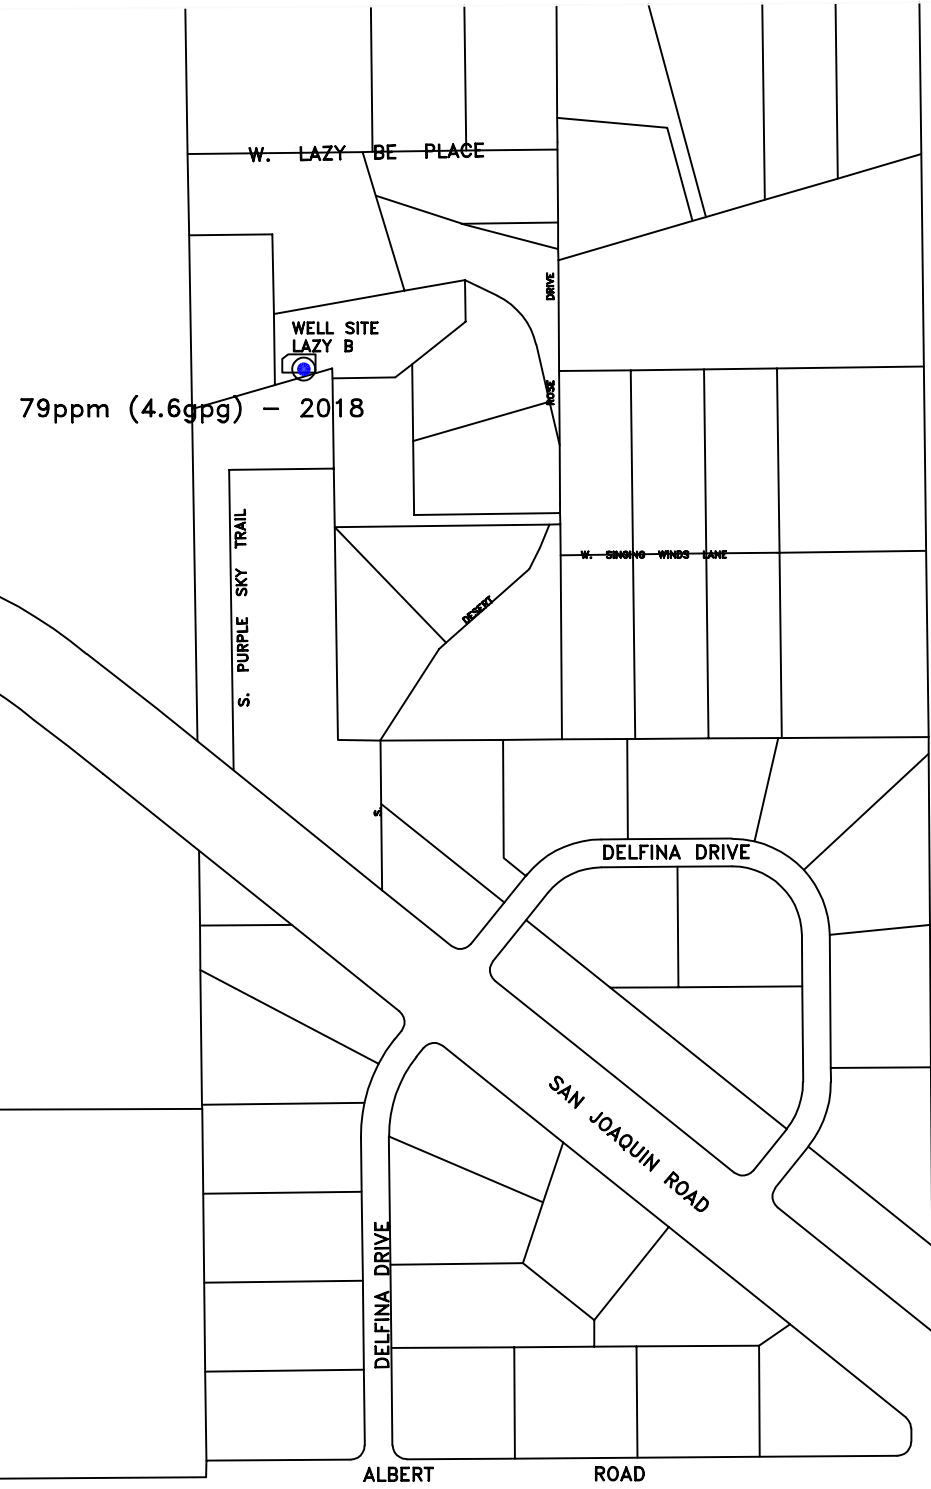 W. LAZY BE PLACE
DRIVE
WELL SITE
LAZY B
ROSE
79ppm (4.6gpg) - 2018
S. PURPLE SKY TRAIL
W. SINGING WINDS LANE
DESERT
S.
DELFINA DRIVE
SAN JOAQUIN ROAD
DELFINA DRIVE
ALBERT ROAD